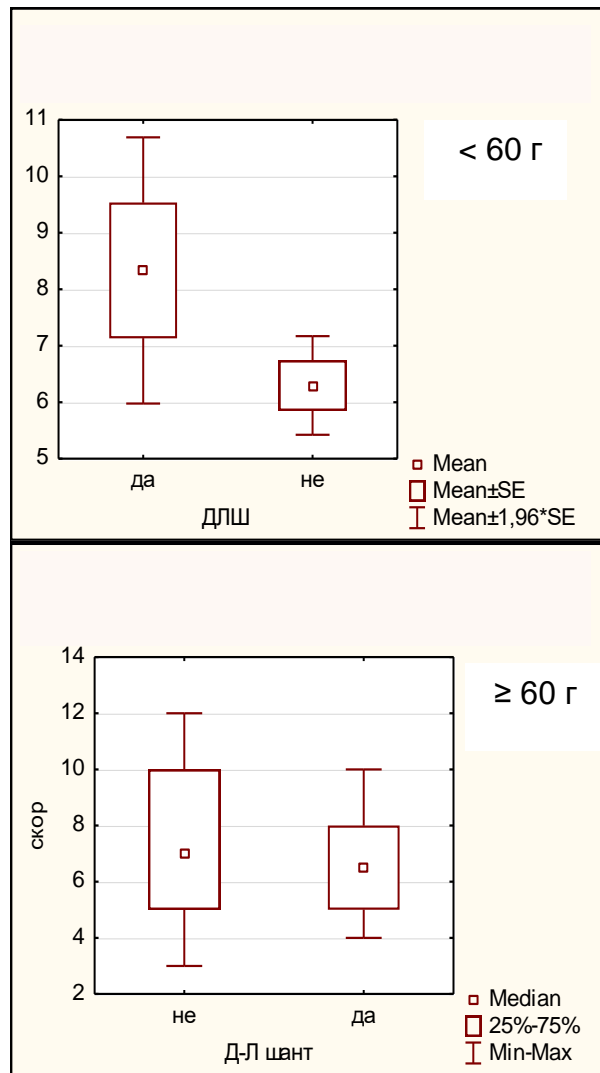 11
10
9
8
7
6
5
< 60 г
да не
ДЛШ
Mean
Mean±SE
Mean±1,96*SE
14
12
10
8
6
4
2
≥ 60 г
скор
не да
Д-Л шант
Median
25%-75%
Min-Max